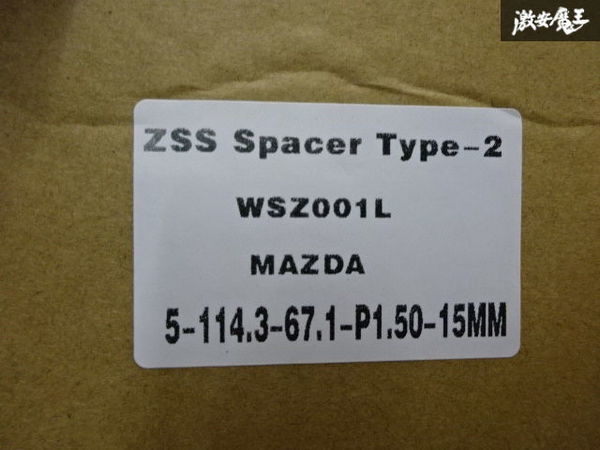 激安魔王
ZSS Spacer Type-2
WSZ001L
MAZDA
5-114.3-67.1-P1.50-15MM